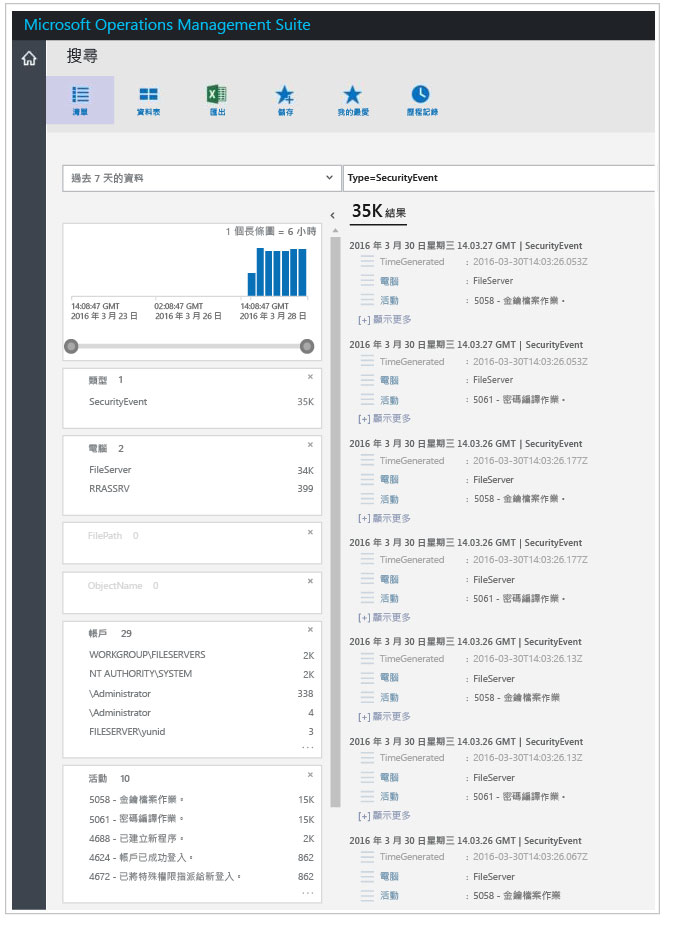 Microsoft Operations Management Suite
搜尋
清單 資料表 匯出 儲存 我的最愛 歷程記錄
過去 7 天的資料
Type=SecurityEvent
1 個長條圖 = 6 小時
14:08:47 GMT 02:08:47 GMT 14:08:47 GMT
2016 年 3 月 23 日 2016 年 3 月 26 日 2016 年 3 月 28 日
類型 1
SecurityEvent 35K
電腦 2
FileServer 34K
RRASSRV 399
FilePath 0
ObjectName 0
帳戶 29
WORKGROUP\FILESERVERS 2K
NT AUTHORITY\SYSTEM 2K
\Administrator 338
\Administrator 4
FILESERVER\yunid 3
...
活動 10
5058 - 金鑰檔案作業。 15K
5061 - 密碼編譯作業。 15K
4688 - 已建立新程序。 2K
4624 - 帳戶已成功登入。 862
4672 - 已將特殊權限指派給新登入。 862
...
35K 結果
2016 年 3 月 30 日星期三 14.03.27 GMT | SecurityEvent
TimeGenerated : 2016-03-30T14:03:26.053Z
電腦 : FileServer
活動 : 5058 - 金鑰檔案作業。
[+] 顯示更多
2016 年 3 月 30 日星期三 14.03.27 GMT | SecurityEvent
TimeGenerated : 2016-03-30T14:03:26.053Z
電腦 : FileServer
活動 : 5061 - 密碼編譯作業。
[+] 顯示更多
2016 年 3 月 30 日星期三 14.03.26 GMT | SecurityEvent
TimeGenerated : 2016-03-30T14:03:26.177Z
電腦 : FileServer
活動 : 5058 - 金鑰檔案作業。
[+] 顯示更多
2016 年 3 月 30 日星期三 14.03.26 GMT | SecurityEvent
TimeGenerated : 2016-03-30T14:03:26.177Z
電腦 : FileServer
活動 : 5061 - 密碼編譯作業。
[+] 顯示更多
2016 年 3 月 30 日星期三 14.03.26 GMT | SecurityEvent
TimeGenerated : 2016-03-30T14:03:26.13Z
電腦 : FileServer
活動 : 5058 - 金鑰檔案作業
[+] 顯示更多
2016 年 3 月 30 日星期三 14.03.26 GMT | SecurityEvent
TimeGenerated : 2016-03-30T14:03:26.13Z
電腦 : FileServer
活動 : 5061 - 密碼編譯作業。
[+] 顯示更多
2016 年 3 月 30 日星期三 14.03.26 GMT | SecurityEvent
TimeGenerated : 2016-03-30T14:03:26.067Z
電腦 : FileServer
活動 : 5058 - 金鑰檔案作業